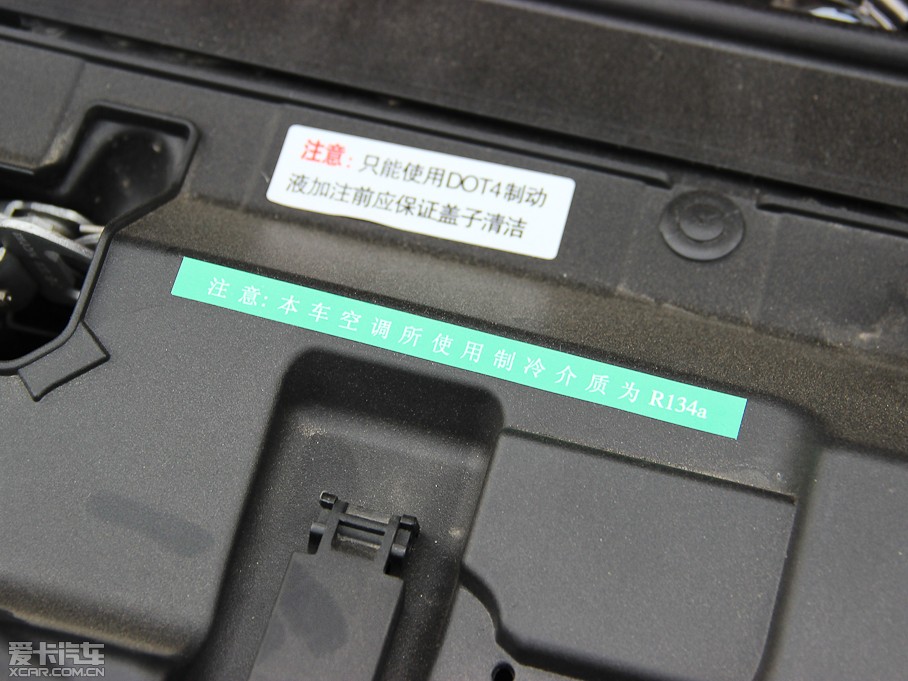 注意：只能使用DOT4制动
液加注前应保证盖子清洁
注意：本车空调所使用制冷介质为R134a
爱卡汽车
XCAR.COM.CN